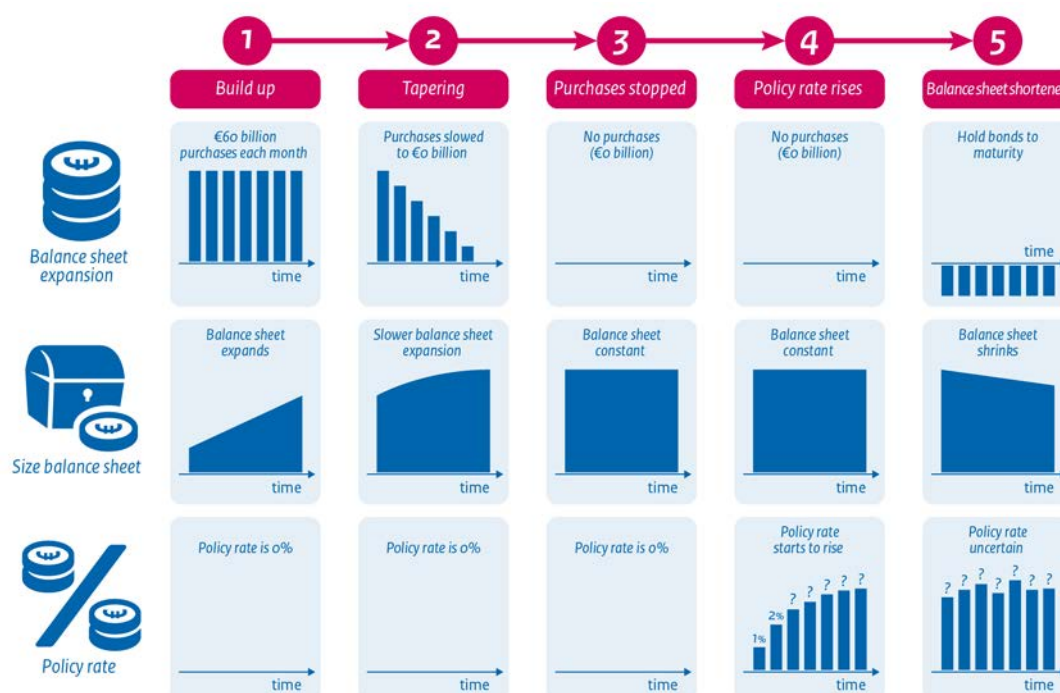 1
2
3
4
5
Build up
Tapering
Purchases stopped
Policy rate rises
Balance sheet shortene
Balance sheet
expansion
€60 billion
purchases each month
time
Purchases slowed
to €0 billion
time
No purchases
(€0 billion)
time
No purchases
(€0 billion)
time
Hold bonds to
maturity
time
Size balance sheet
Balance sheet
expands
time
Slower balance sheet
expansion
time
Balance sheet
constant
time
Balance sheet
constant
time
Balance sheet
shrinks
time
Policy rate
Policy rate is 0%
time
Policy rate is 0%
time
Policy rate is 0%
time
Policy rate
starts to rise
1% 2% ? ? ? ? ?
time
Policy rate
uncertain
? ? ? ? ? ? ?
time